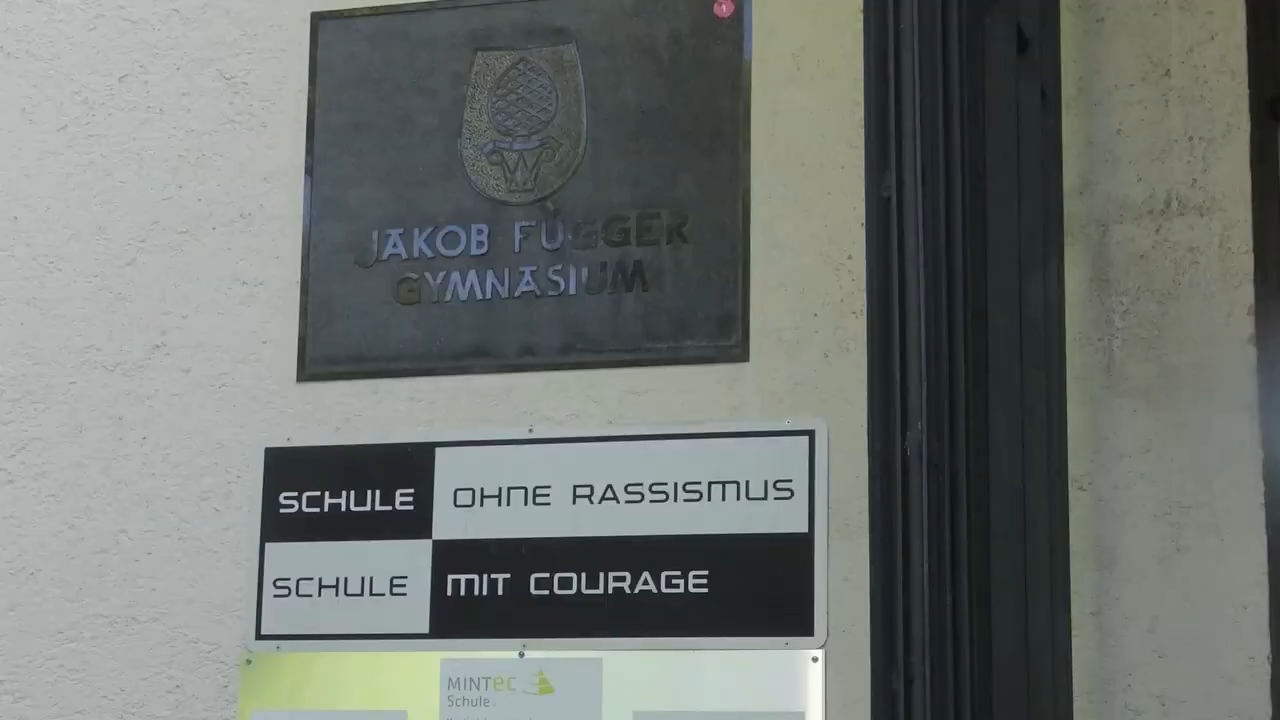 JAKOB FUGGER
GYMNASIUM
SCHULE OHNE RASSISMUS
SCHULE MIT COURAGE
MINTEC
Schule